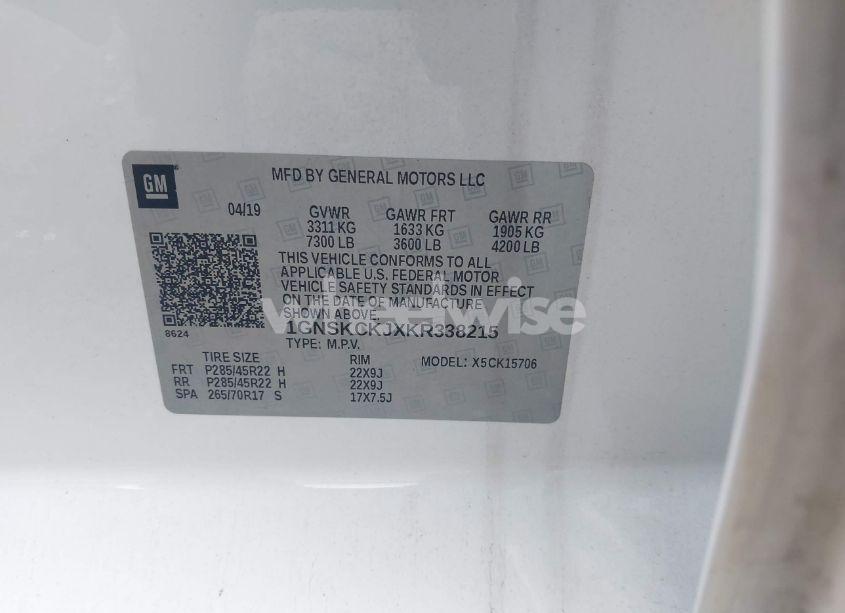 GM
MFD BY GENERAL MOTORS LLC
04/19
GVWR GAWR FRT GAWR RR
3311 KG 1633 KG 1905 KG
7300 LB 3600 LB 4200 LB
THIS VEHICLE CONFORMS TO ALL
APPLICABLE U.S. FEDERAL MOTOR
VEHICLE SAFETY STANDARDS IN EFFECT
ON THE DATE OF MANUFACTURE
SHOWN ABOVE.
8624
1GNSKCKJXKR338215
TYPE: M.P.V. MODEL: X5CK15706
TIRE SIZE RIM
FRT P285/45R22 H 22X9J
RR P285/45R22 H 22X9J
SPA 265/70R17 S 17X7.5J